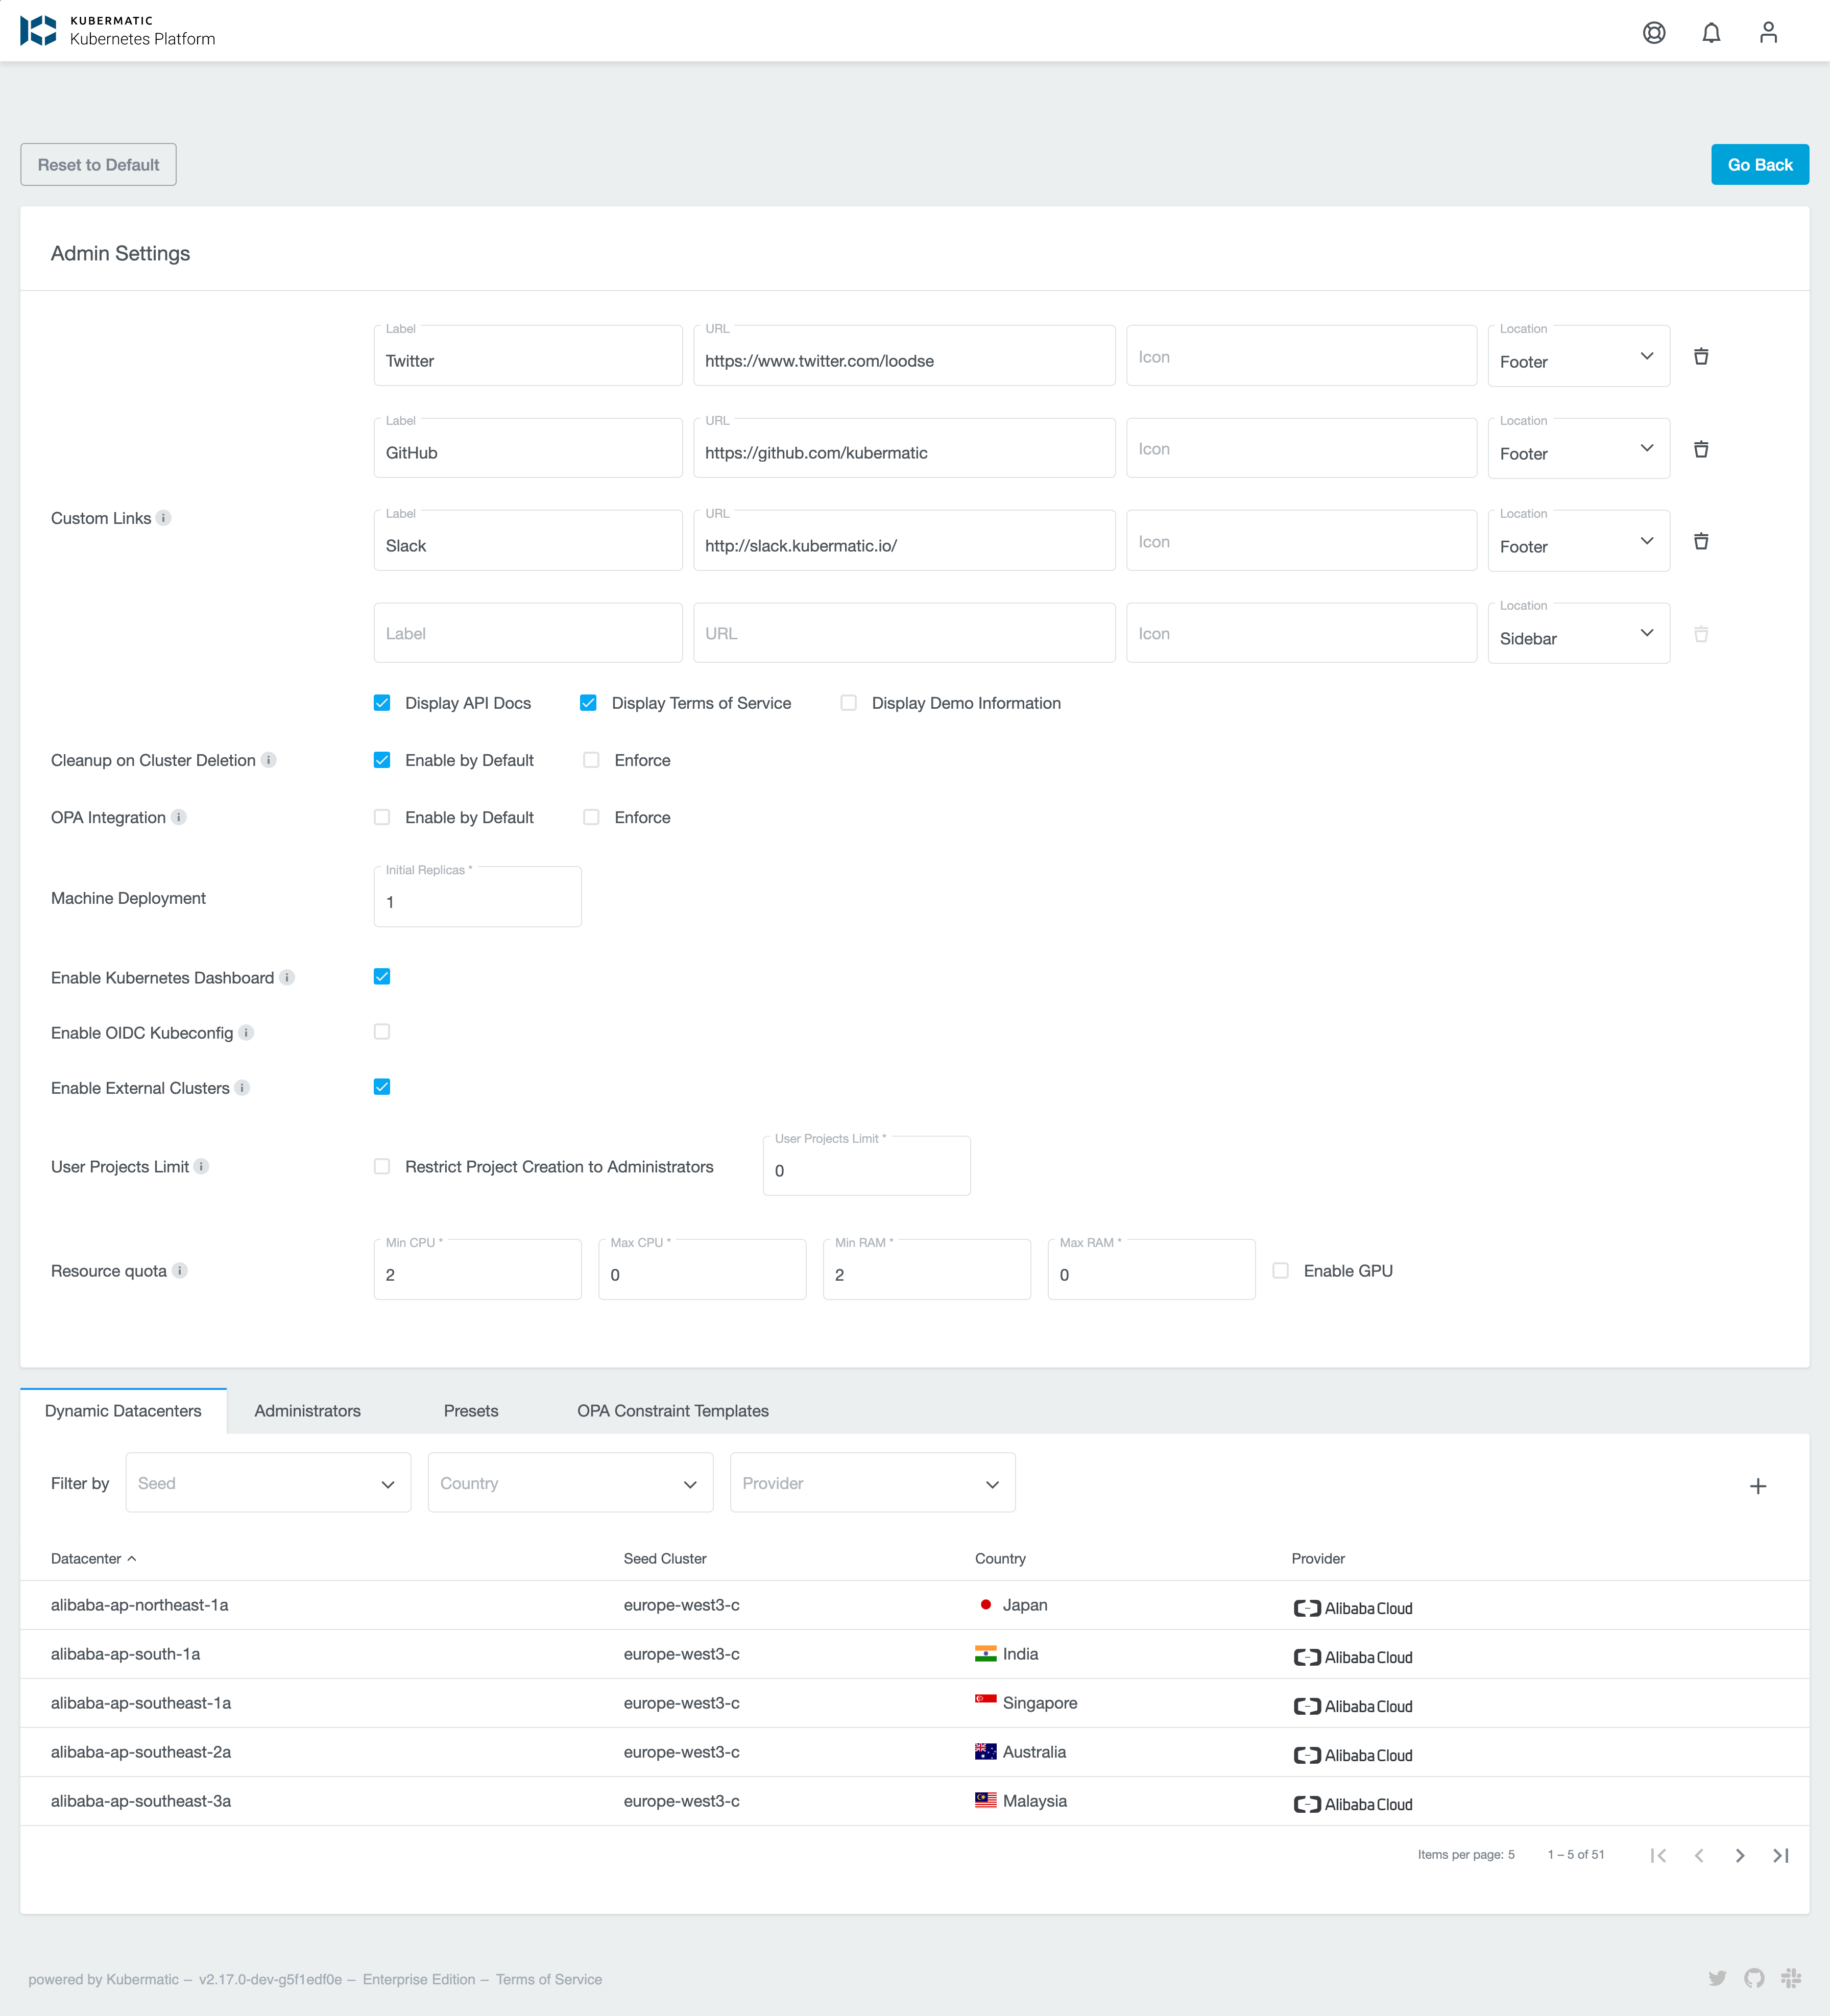 KUBERMATIC
Kubernetes Platform
Reset to Default
Go Back
Admin Settings
Label
Twitter
URL
https://www.twitter.com/loodse
Icon
Location
Footer
Label
GitHub
URL
https://github.com/kubermatic
Icon
Location
Footer
Custom Links
Label
Slack
URL
http://slack.kubermatic.io/
Icon
Location
Footer
Label
URL
Icon
Location
Sidebar
Display API Docs
Display Terms of Service
Display Demo Information
Cleanup on Cluster Deletion
Enable by Default
Enforce
OPA Integration
Enable by Default
Enforce
Machine Deployment
Initial Replicas *
1
Enable Kubernetes Dashboard
Enable OIDC Kubeconfig
Enable External Clusters
User Projects Limit
Restrict Project Creation to Administrators
User Projects Limit *
0
Resource quota
Min CPU *
2
Max CPU *
0
Min RAM *
2
Max RAM *
0
Enable GPU
Dynamic Datacenters
Administrators
Presets
OPA Constraint Templates
Filter by
Seed
Country
Provider
Datacenter Seed Cluster Country Provider
alibaba-ap-northeast-1a europe-west3-c Japan Alibaba Cloud
alibaba-ap-south-1a europe-west3-c India Alibaba Cloud
alibaba-ap-southeast-1a europe-west3-c Singapore Alibaba Cloud
alibaba-ap-southeast-2a europe-west3-c Australia Alibaba Cloud
alibaba-ap-southeast-3a europe-west3-c Malaysia Alibaba Cloud
Items per page: 5 1 – 5 of 51
powered by Kubermatic – v2.17.0-dev-g5f1edf0e – Enterprise Edition – Terms of Service